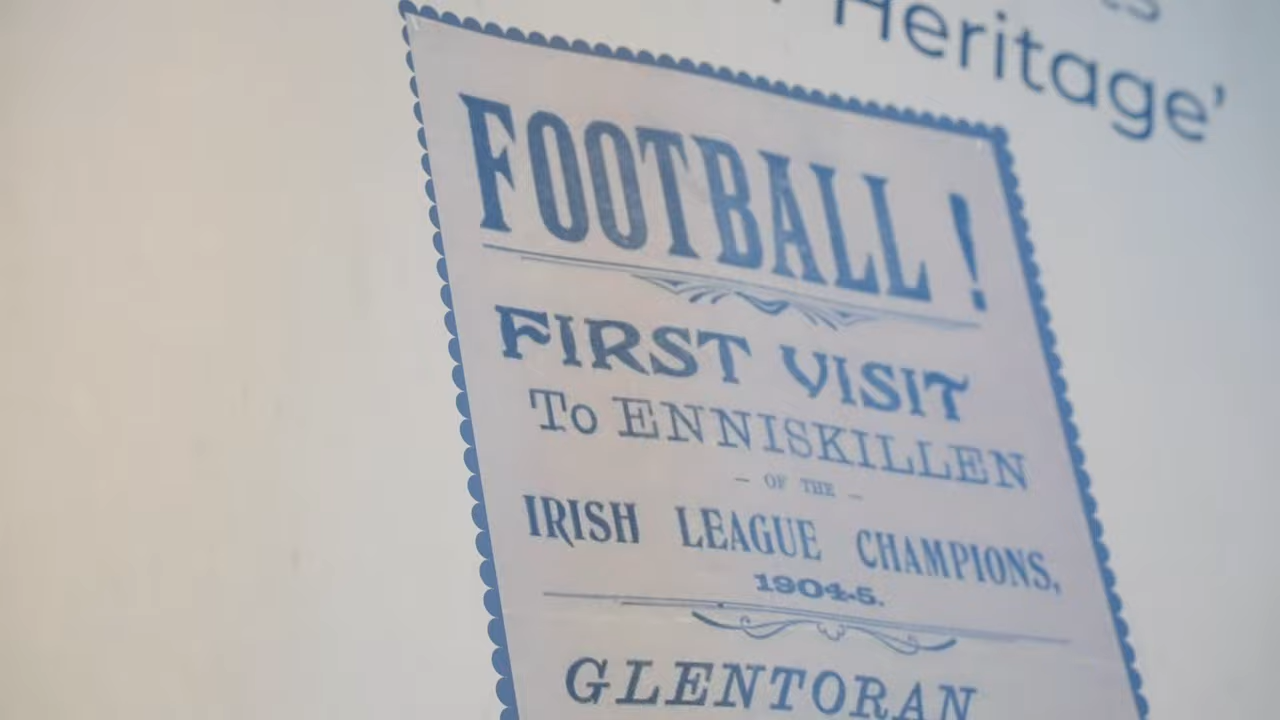 Heritage’
FOOTBALL!
FIRST VISIT
To ENNISKILLEN
- OF THE -
IRISH LEAGUE CHAMPIONS,
1904-5.
GLENTORAN